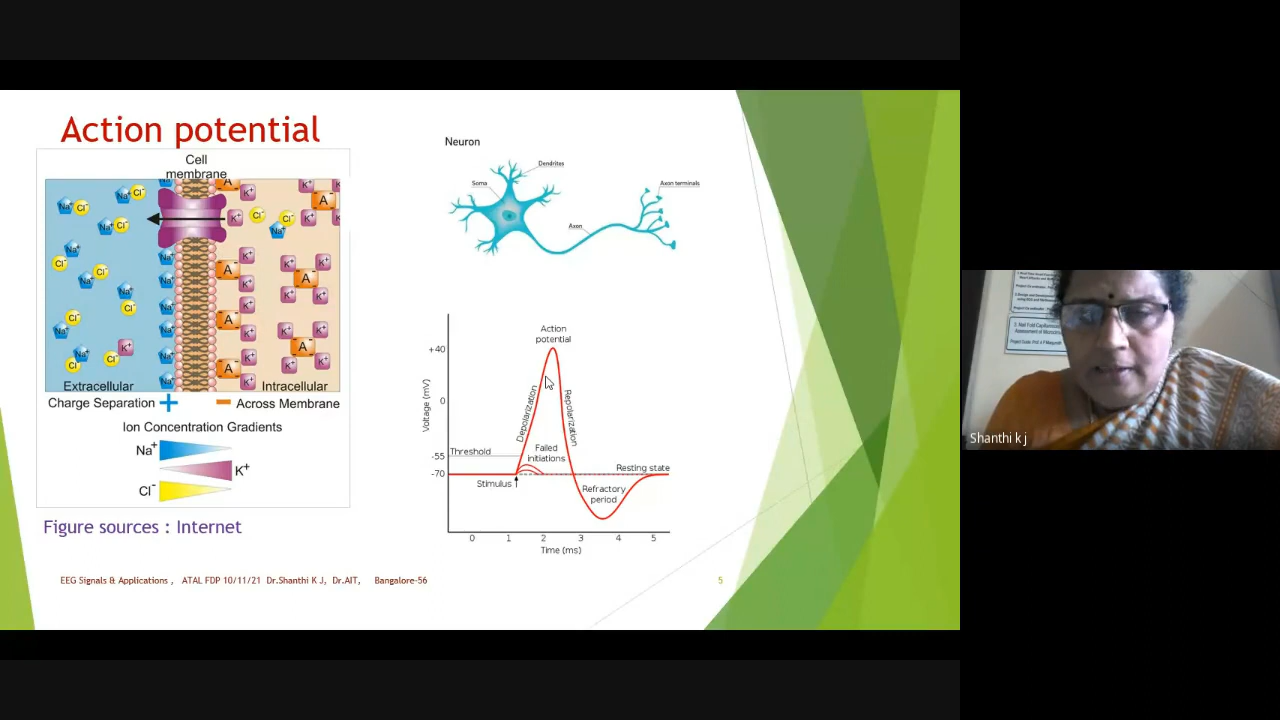 Action potential
Cell
membrane
Na+
Cl-
K+
A-
Extracellular
Intracellular
Charge Separation
Across Membrane
Ion Concentration Gradients
Na+
K+
Cl-
Figure sources : Internet
Neuron
Dendrites
Soma
Axon terminals
Axon
Action
potential
+40
0
-55
-70
Voltage (mV)
Depolarization
Repolarization
Threshold
Failed
initiations
Resting state
Stimulus
Refractory
period
0 1 2 3 4 5
Time (ms)
EEG Signals & Applications , ATAL FDP 10/11/21 Dr.Shanthi K J, Dr.AIT, Bangalore-56
5
Shanthi k j